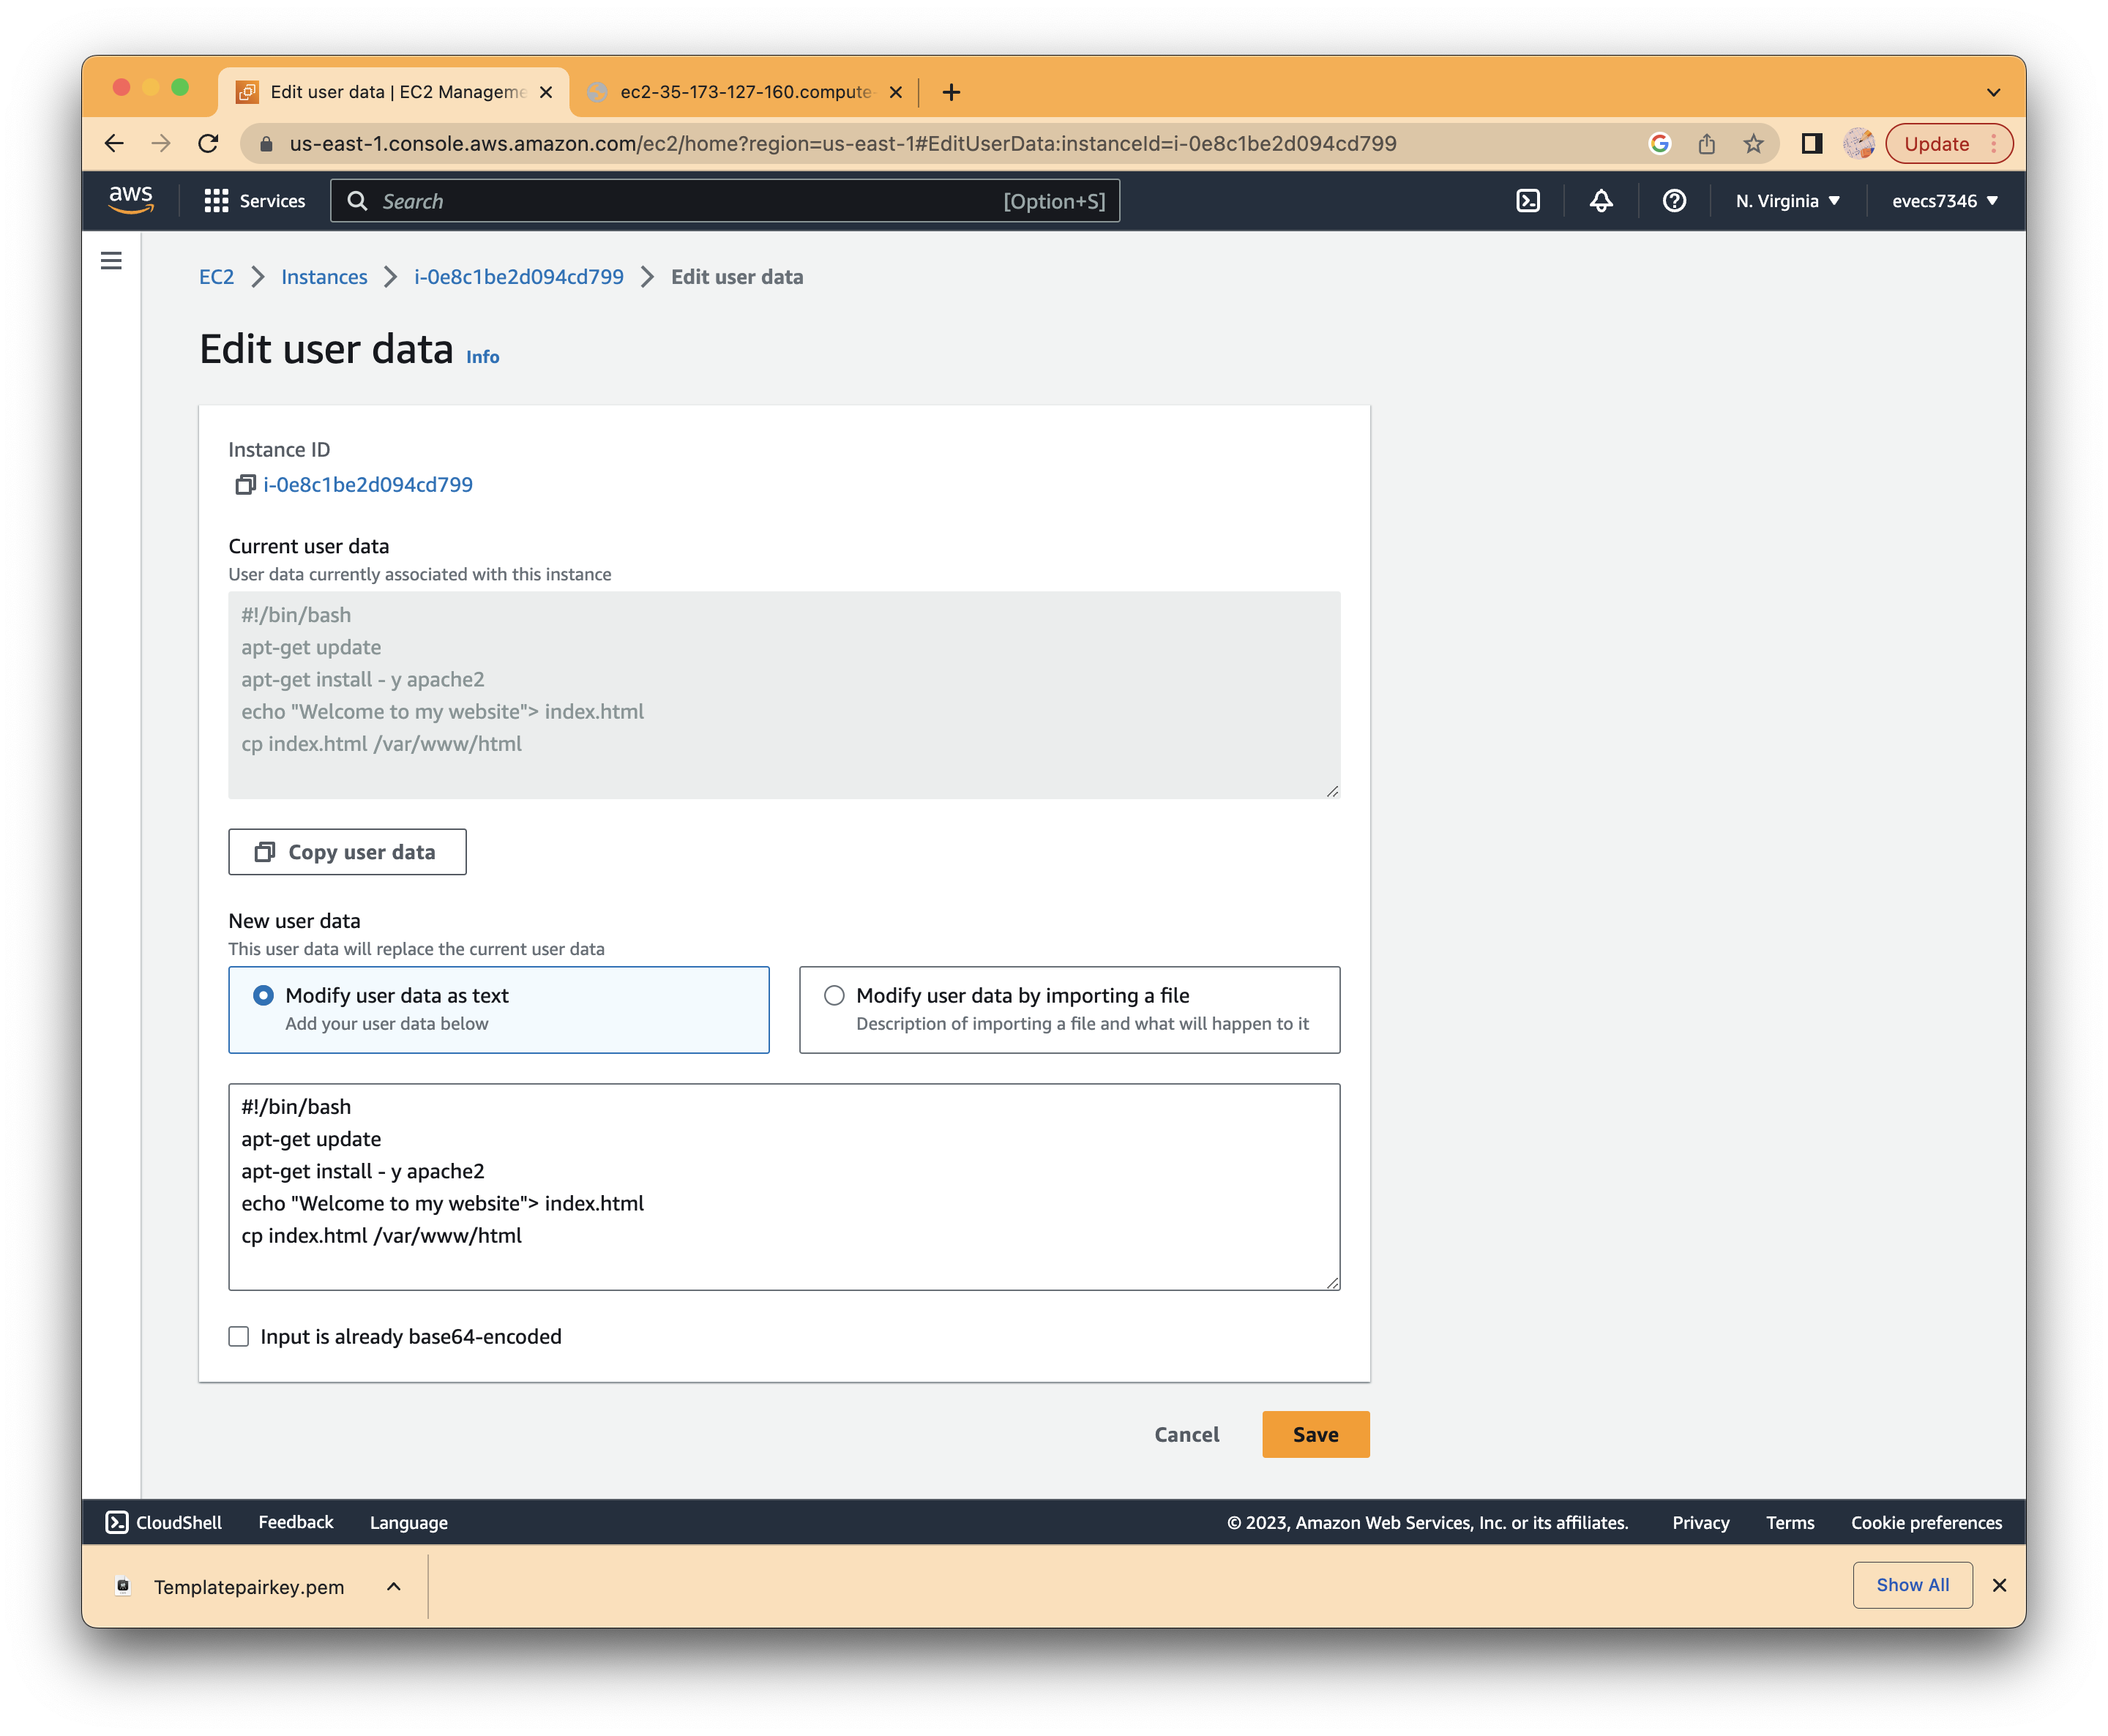 Edit user data | EC2 Manageme
ec2-35-173-127-160.compute-
us-east-1.console.aws.amazon.com/ec2/home?region=us-east-1#EditUserData:instanceId=i-0e8c1be2d094cd799
Update
aws
Services
Search
[Option+S]
N. Virginia
evecs7346
EC2
Instances
i-0e8c1be2d094cd799
Edit user data
Edit user data Info
Instance ID
i-0e8c1be2d094cd799
Current user data
User data currently associated with this instance
#!/bin/bash
apt-get update
apt-get install - y apache2
echo "Welcome to my website"> index.html
cp index.html /var/www/html
Copy user data
New user data
This user data will replace the current user data
Modify user data as text
Add your user data below
Modify user data by importing a file
Description of importing a file and what will happen to it
#!/bin/bash
apt-get update
apt-get install - y apache2
echo "Welcome to my website"> index.html
cp index.html /var/www/html
Input is already base64-encoded
Cancel
Save
CloudShell
Feedback
Language
© 2023, Amazon Web Services, Inc. or its affiliates.
Privacy
Terms
Cookie preferences
Templatepairkey.pem
Show All